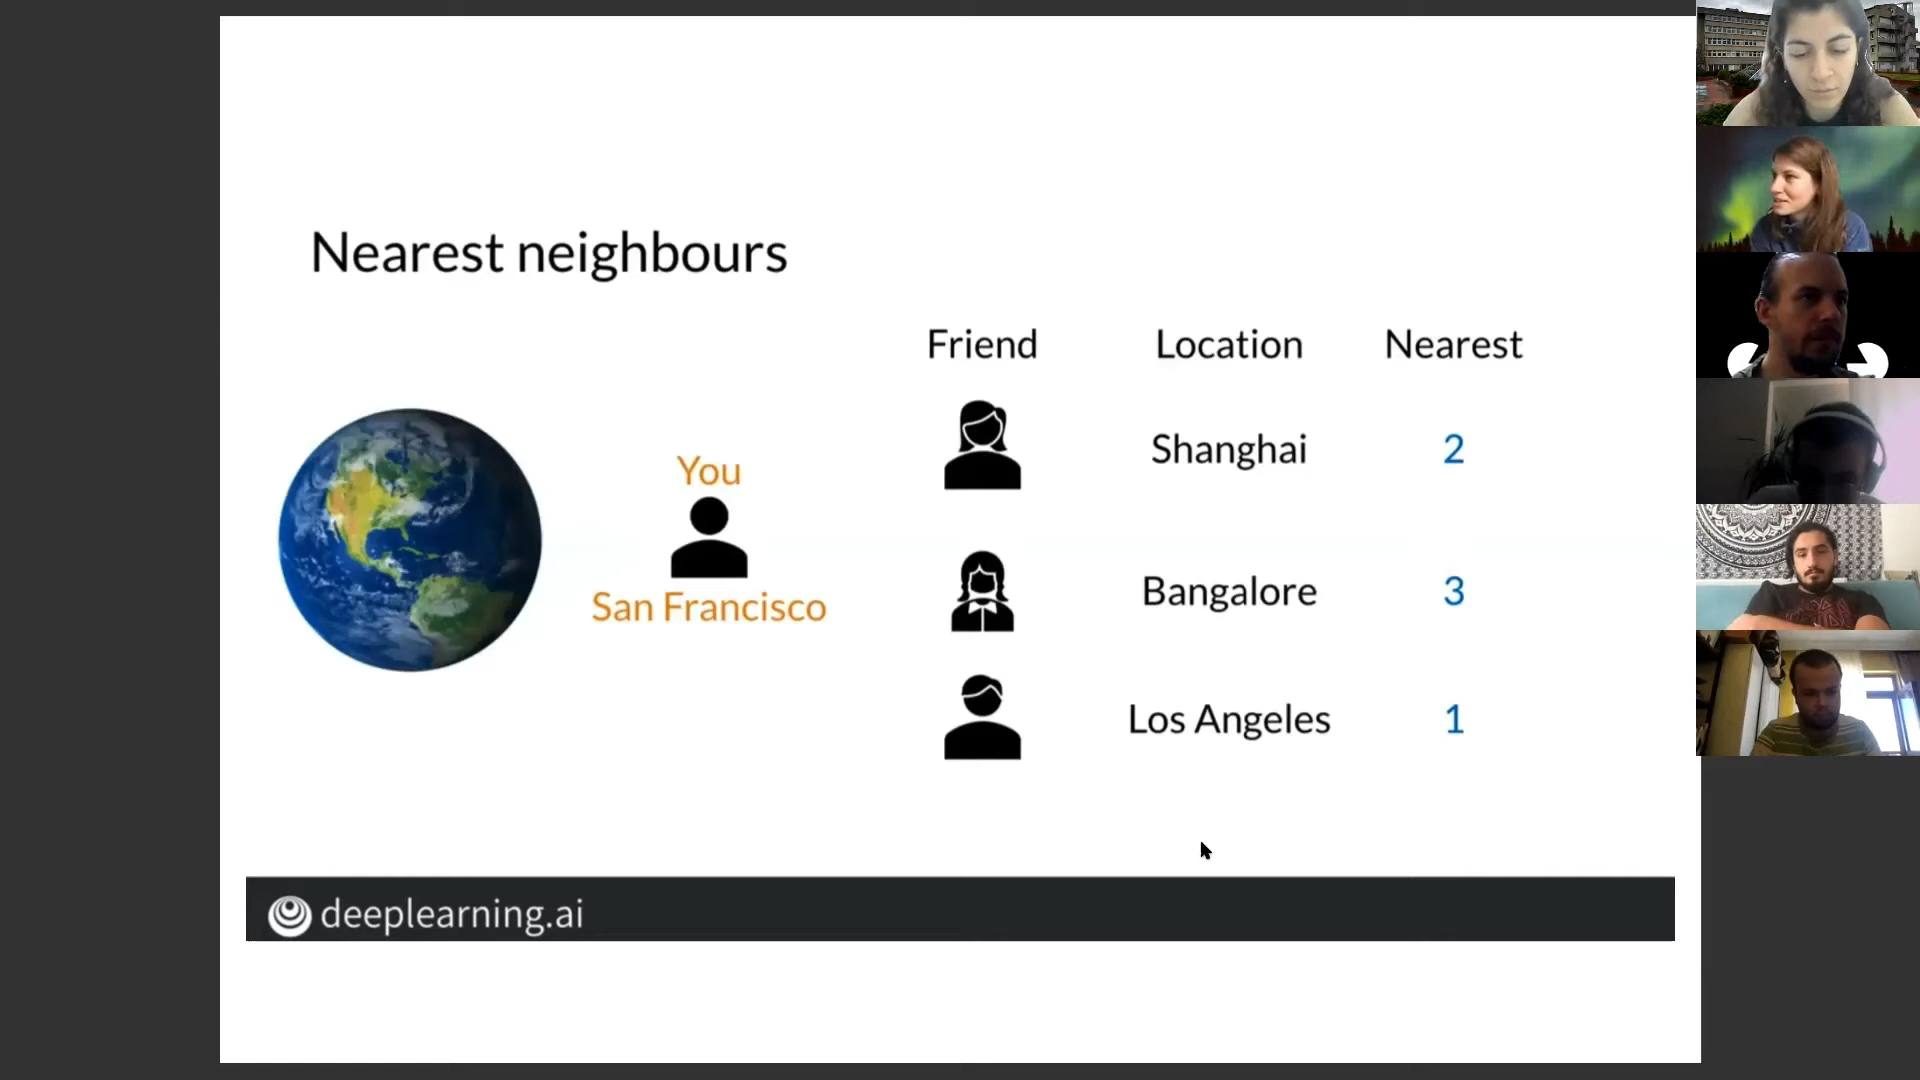 Nearest neighbours
Friend Location Nearest
You
San Francisco
Shanghai 2
Bangalore 3
Los Angeles 1
deeplearning.ai